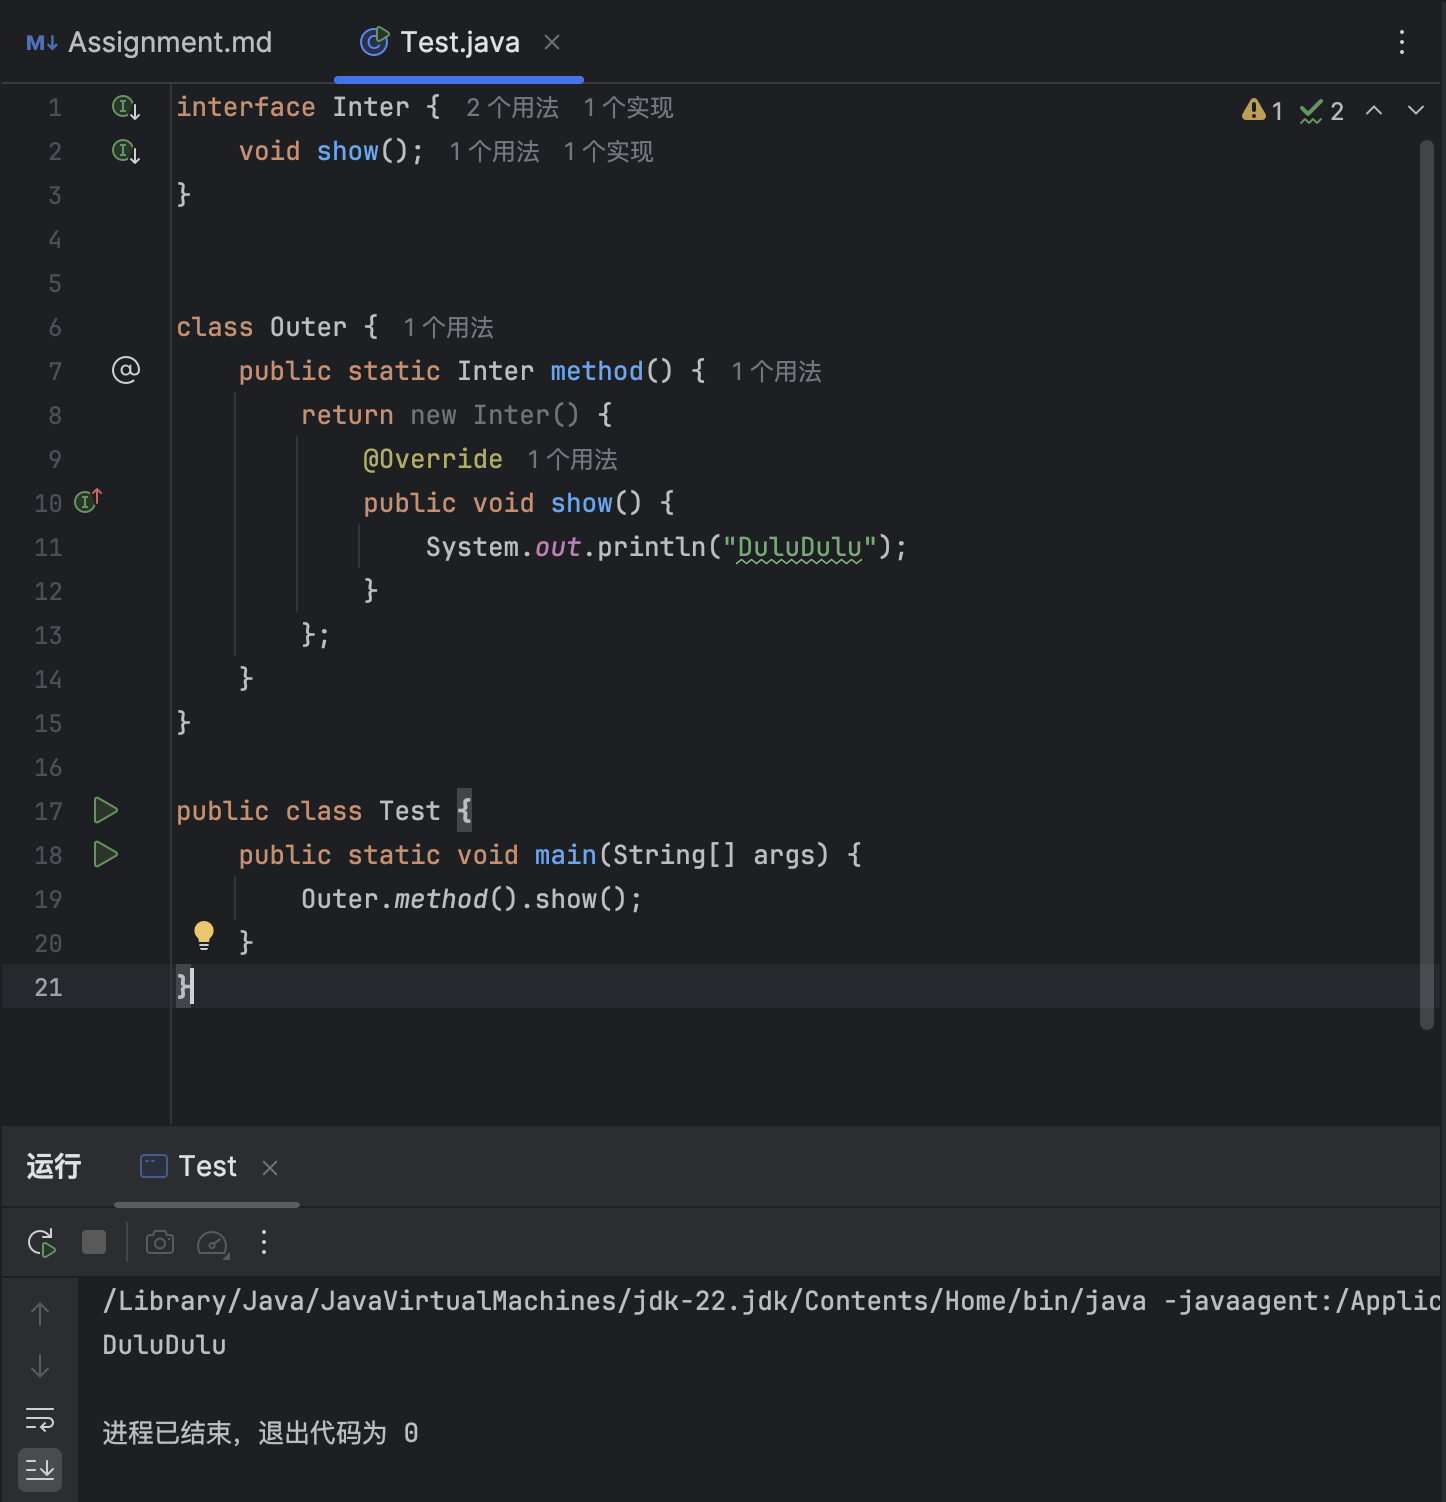 M↓ Assignment.md Test.java
1 interface Inter { 2 个用法 1 个实现 1 2
2 void show(); 1 个用法 1 个实现
3 }
4
5
6 class Outer { 1 个用法
7 public static Inter method() { 1 个用法
8 return new Inter() {
9 @Override 1 个用法
10 public void show() {
11 System.out.println("DuluDulu");
12 }
13 };
14 }
15 }
16
17 public class Test {
18 public static void main(String[] args) {
19 Outer.method().show();
20 }
21 }
运行 Test
/Library/Java/JavaVirtualMachines/jdk-22.jdk/Contents/Home/bin/java -javaagent:/Applic
DuluDulu
进程已结束，退出代码为 0